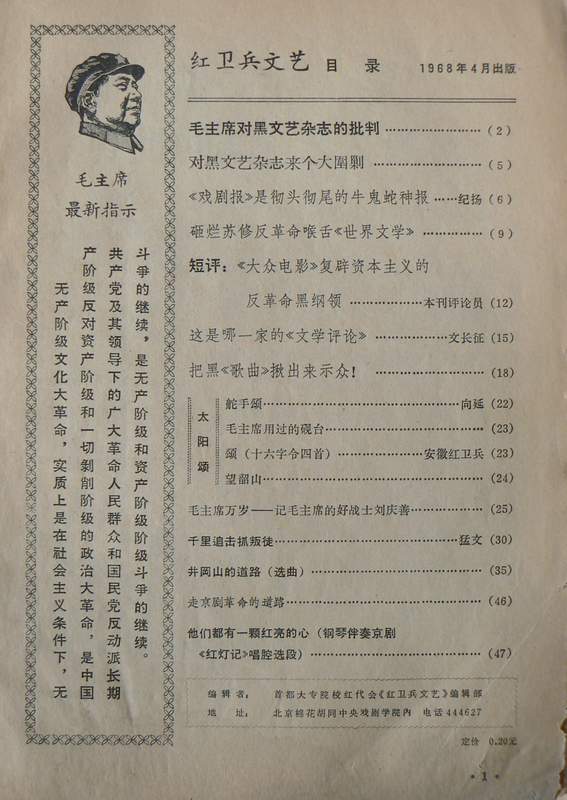 毛主席
最新指示
无产阶级文化大革命，实质上是在社会主义条件下，无
产阶级反对资产阶级和一切剥削阶级的政治大革命，是中国
共产党及其领导下的广大革命人民群众和国民党反动派长期
斗争的继续，是无产阶级和资产阶级阶级斗争的继续。
红卫兵文艺 目录 1968年4月出版
毛主席对黑文艺杂志的批判……………………(2)
对黑文艺杂志来个大围剿……………………(5)
《戏剧报》是彻头彻尾的牛鬼蛇神报……纪扬(6)
砸烂苏修反革命喉舌《世界文学》………………(9)
短评：《大众电影》复辟资本主义的
反革命黑纲领………………本刊评论员(12)
这是哪一家的《文学评论》………………文长征(15)
把黑《歌曲》揪出来示众！………………(18)
太阳颂
舵手颂………………………………向延(22)
毛主席用过的砚台………………………………(23)
颂（十六字令四首）………………安徽红卫兵(23)
望韶山………………………………(24)
毛主席万岁——记毛主席的好战士刘庆善………………(25)
千里追击抓叛徒………………………………猛文(30)
井冈山的道路（选曲）………………………………(35)
走京剧革命的道路………………………………(46)
他们都有一颗红亮的心（钢琴伴奏京剧
《红灯记》唱腔选段）………………………………(47)
编辑者： 首都大专院校红代会《红卫兵文艺》编辑部
地 址： 北京棉花胡同中央戏剧学院内 电话 444627
定价 0.20元
·1·